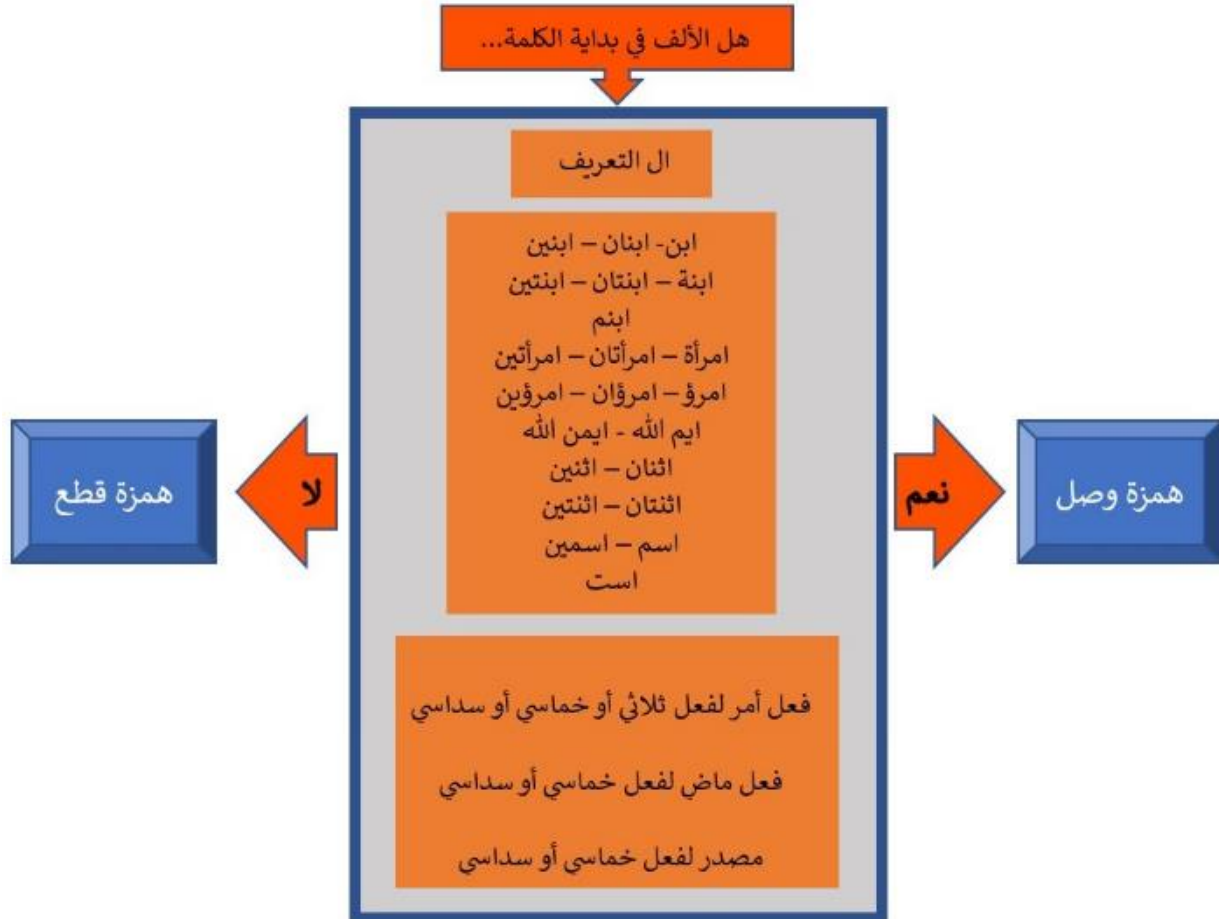 هل الألف في بداية الكلمة...
ال التعريف
ابن- ابنان – ابنين
ابنة – ابنتان – ابنتين
ابنم
امرأة – امرأتان – امرأتين
امرؤ – امرؤان – امرؤين
ايم الله - ايمن الله
اثنان – اثنين
اثنتان – اثنتين
اسم – اسمين
است
فعل أمر لفعل ثلاثي أو خماسي أو سداسي
فعل ماض لفعل خماسي أو سداسي
مصدر لفعل خماسي أو سداسي
نعم
همزة وصل
لا
همزة قطع